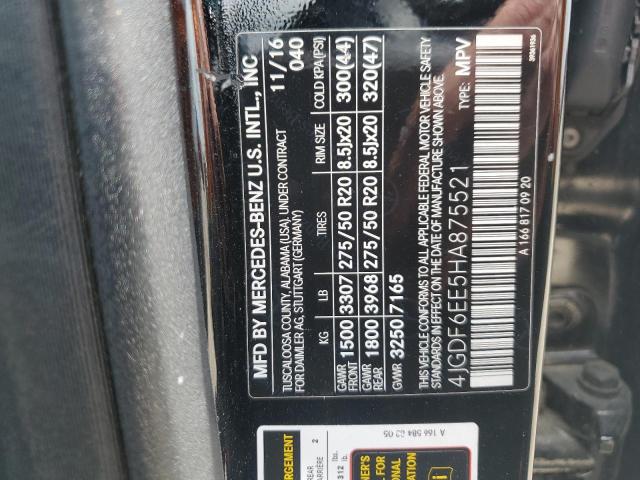 MFD BY MERCEDES-BENZ U.S. INTL., INC
TUSCALOOSA COUNTY, ALABAMA (USA), UNDER CONTRACT
FOR DAIMLER AG, STUTTGART (GERMANY)
11/16
040
KG LB TIRES RIM SIZE COLD KPA (PSI)
GAWR FRONT 1500 3307 275/50 R20 8.5Jx20 300(44)
GAWR REAR 1800 3968 275/50 R20 8.5Jx20 320(47)
GVWR 3250 7165
VEHICLE CONFORMS TO ALL APPLICABLE FEDERAL MOTOR VEHICLE SAFETY
STANDARDS IN EFFECT ON THE DATE OF MANUFACTURE SHOWN ABOVE.
4JGDF6EE5HA875521
TYPE: MPV
A 166 817 09 20
A 166 584
REAR 2
312 lb.